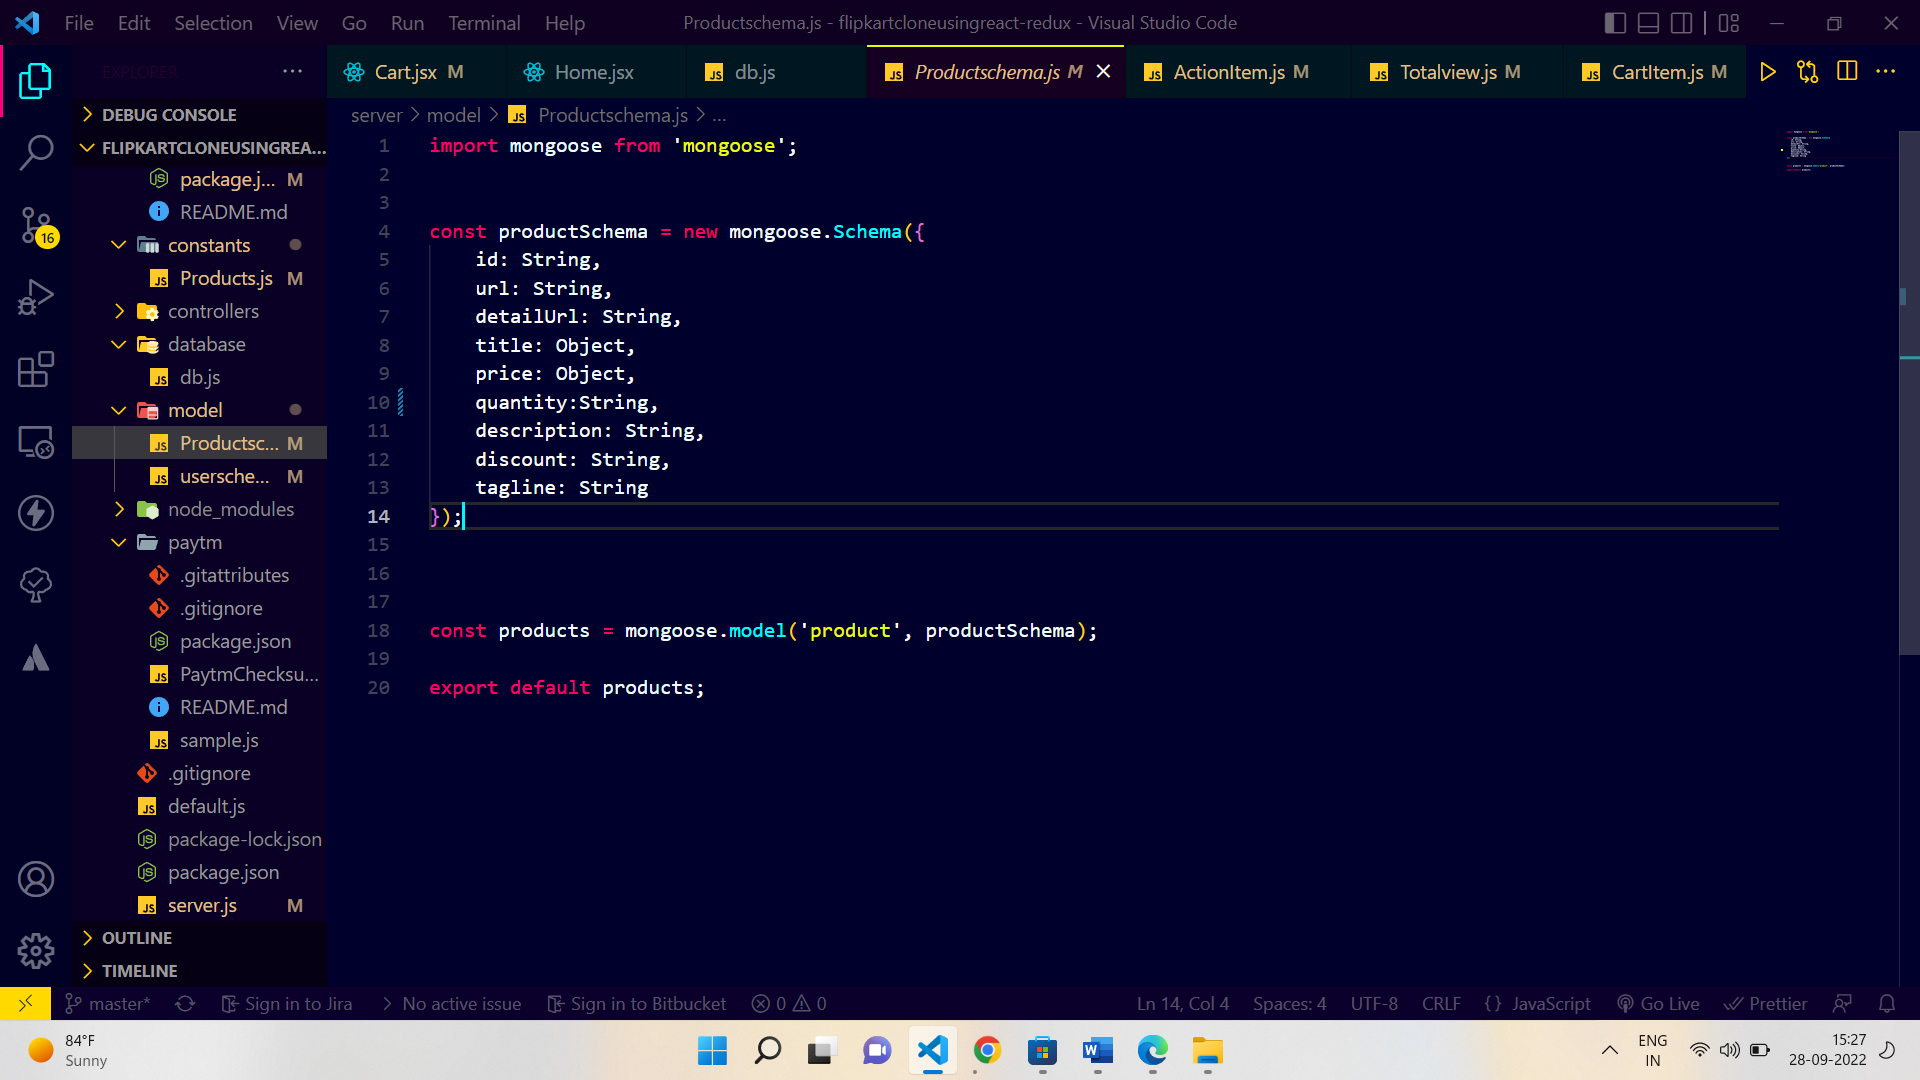 File Edit Selection View Go Run Terminal Help
Productschema.js - flipkartcloneusingreact-redux - Visual Studio Code
EXPLORER
Cart.jsx M
Home.jsx
db.js
Productschema.js M
ActionItem.js M
Totalview.js M
CartItem.js M
server > model > Productschema.js > ...
DEBUG CONSOLE
FLIPKARTCLONEUSINGREA...
package.j... M
README.md
constants
Products.js M
controllers
database
db.js
model
Productsc... M
usersche... M
node_modules
paytm
.gitattributes
.gitignore
package.json
PaytmChecksu...
README.md
sample.js
.gitignore
default.js
package-lock.json
package.json
server.js M
OUTLINE
TIMELINE
16
1 import mongoose from 'mongoose';
2
3
4 const productSchema = new mongoose.Schema({
5 id: String,
6 url: String,
7 detailUrl: String,
8 title: Object,
9 price: Object,
10 quantity:String,
11 description: String,
12 discount: String,
13 tagline: String
14 });
15
16
17
18 const products = mongoose.model('product', productSchema);
19
20 export default products;
master* Sign in to Jira No active issue Sign in to Bitbucket 0 0
Ln 14, Col 4 Spaces: 4 UTF-8 CRLF {} JavaScript Go Live Prettier
84°F
Sunny
ENG
IN
15:27
28-09-2022